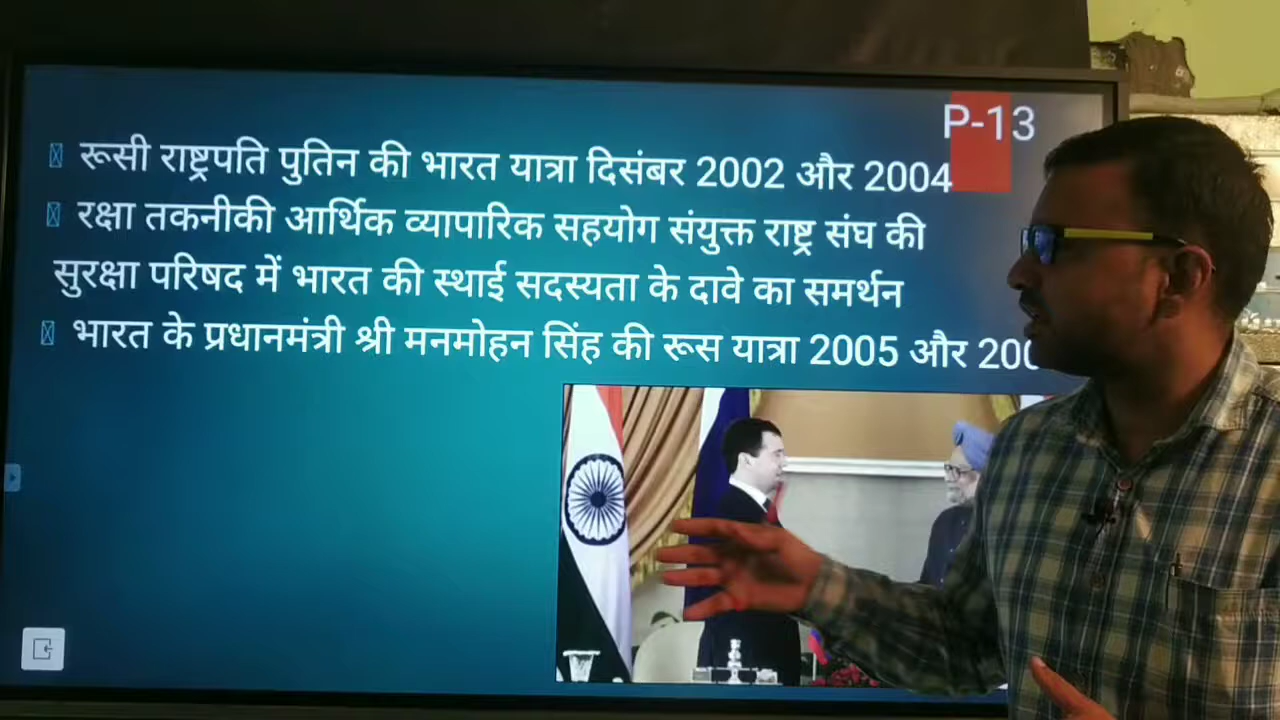 P-13
रूसी राष्ट्रपति पुतिन की भारत यात्रा दिसंबर 2002 और 2004
रक्षा तकनीकी आर्थिक व्यापारिक सहयोग संयुक्त राष्ट्र संघ की
सुरक्षा परिषद में भारत की स्थाई सदस्यता के दावे का समर्थन
भारत के प्रधानमंत्री श्री मनमोहन सिंह की रूस यात्रा 2005 और